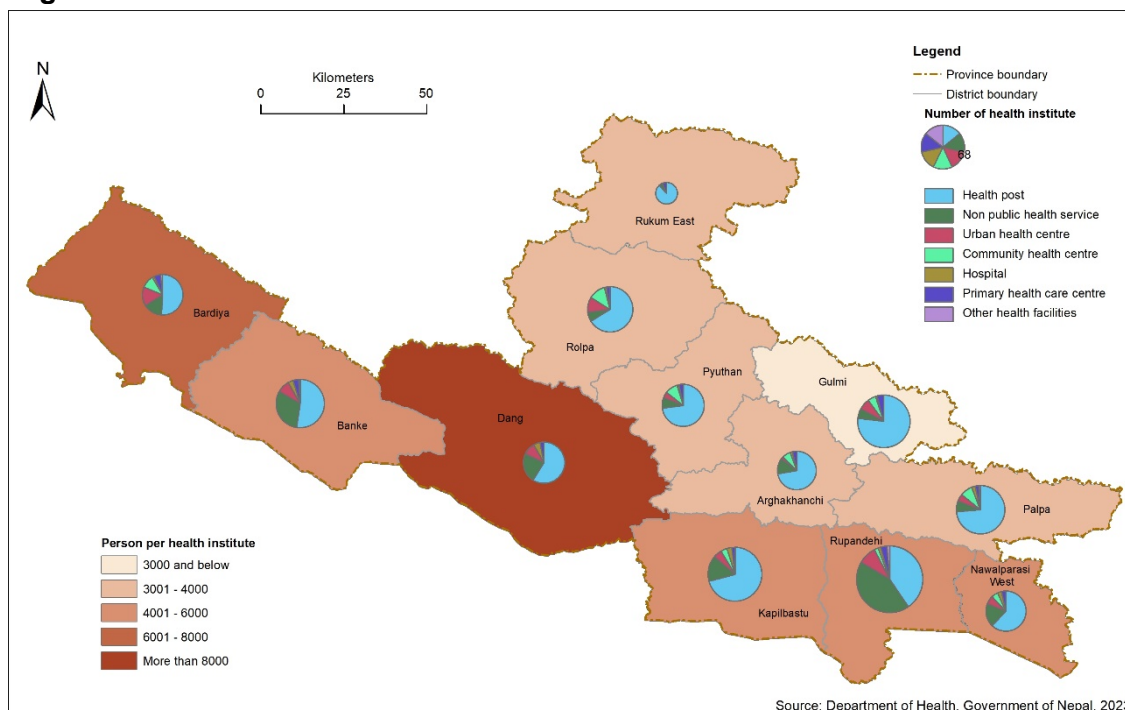 N
Kilometers
0 25 50
Legend
Province boundary
District boundary
Number of health institute
68
Health post
Non public health service
Urban health centre
Community health centre
Hospital
Primary health care centre
Other health facilities
Rukum East
Bardiya
Rolpa
Pyuthan
Gulmi
Banke
Dang
Arghakhanchi
Palpa
Rupandehi
Nawalparasi
West
Kapilbastu
Person per health institute
3000 and below
3001 - 4000
4001 - 6000
6001 - 8000
More than 8000
Source: Department of Health, Government of Nepal, 2023